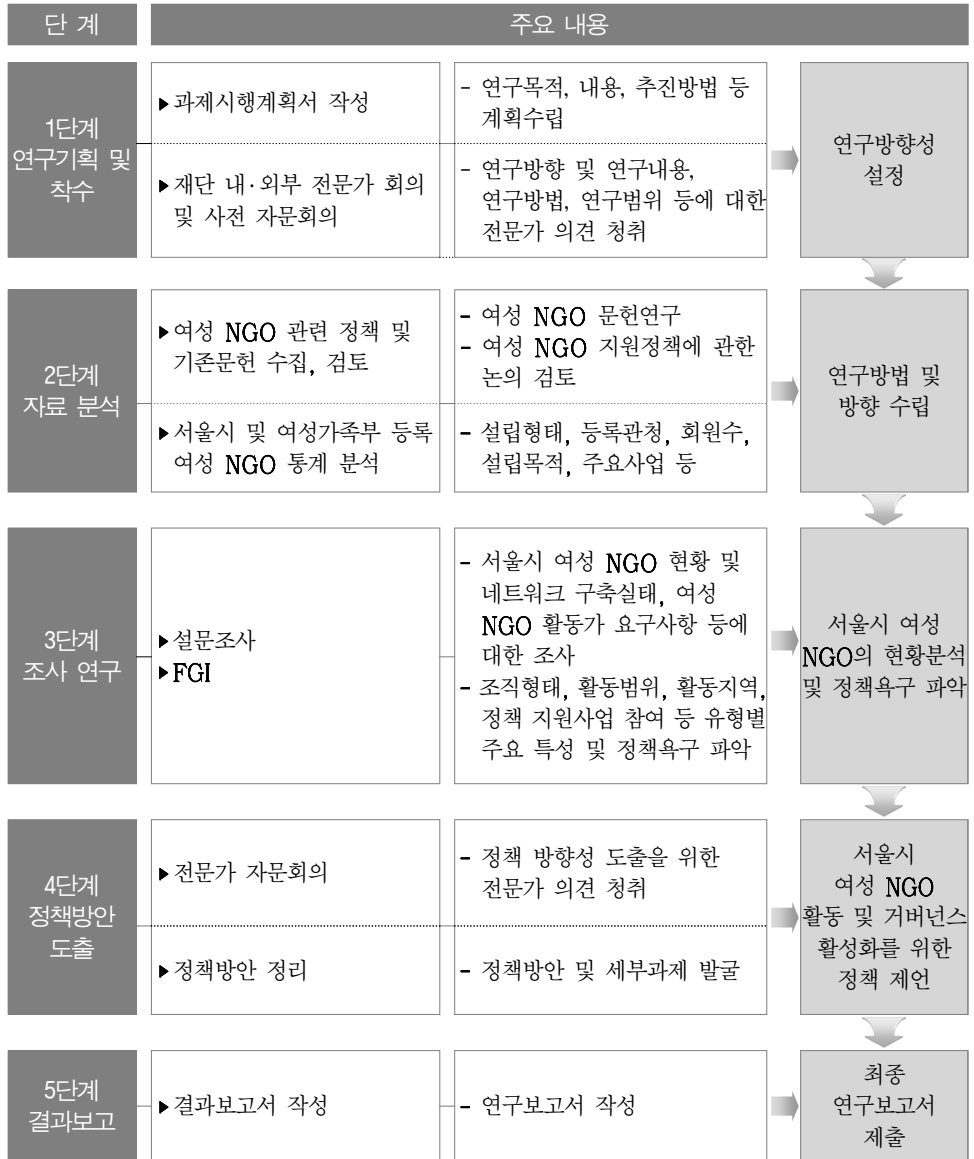 단 계
주요 내용
1단계
연구기획 및
착수
▶과제시행계획서 작성
- 연구목적, 내용, 추진방법 등
계획수립
▶재단 내·외부 전문가 회의
및 사전 자문회의
- 연구방향 및 연구내용,
연구방법, 연구범위 등에 대한
전문가 의견 청취
연구방향성
설정
2단계
자료 분석
▶여성 NGO 관련 정책 및
기존문헌 수집, 검토
- 여성 NGO 문헌연구
- 여성 NGO 지원정책에 관한
논의 검토
▶서울시 및 여성가족부 등록
여성 NGO 통계 분석
- 설립형태, 등록관청, 회원수,
설립목적, 주요사업 등
연구방법 및
방향 수립
3단계
조사 연구
▶설문조사
▶FGI
- 서울시 여성 NGO 현황 및
네트워크 구축실태, 여성
NGO 활동가 요구사항 등에
대한 조사
- 조직형태, 활동범위, 활동지역,
정책 지원사업 참여 등 유형별
주요 특성 및 정책욕구 파악
서울시 여성
NGO의 현황분석
및 정책욕구 파악
4단계
정책방안
도출
▶전문가 자문회의
- 정책 방향성 도출을 위한
전문가 의견 청취
▶정책방안 정리
- 정책방안 및 세부과제 발굴
서울시
여성 NGO
활동 및 거버넌스
활성화를 위한
정책 제언
5단계
결과보고
▶결과보고서 작성
- 연구보고서 작성
최종
연구보고서
제출